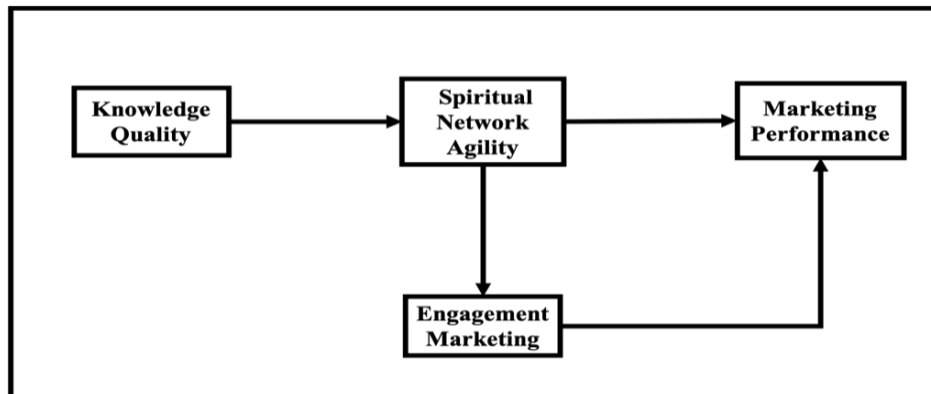 Knowledge
Quality
Spiritual
Network
Agility
Marketing
Performance
Engagement
Marketing